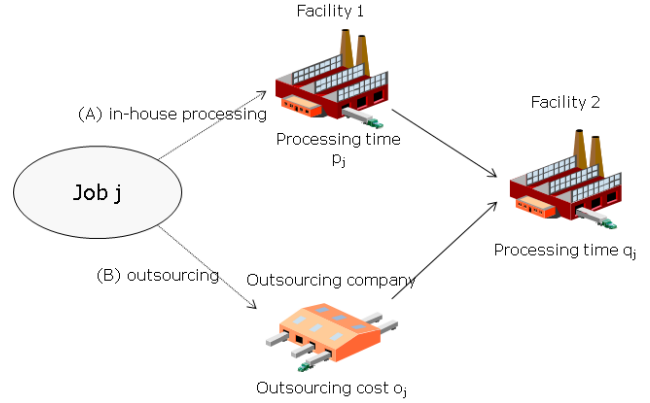 Facility 1
Facility 2
(A) in-house processing
Processing time
pj
Job j
Processing time qj
(B) outsourcing
Outsourcing company
Outsourcing cost oj